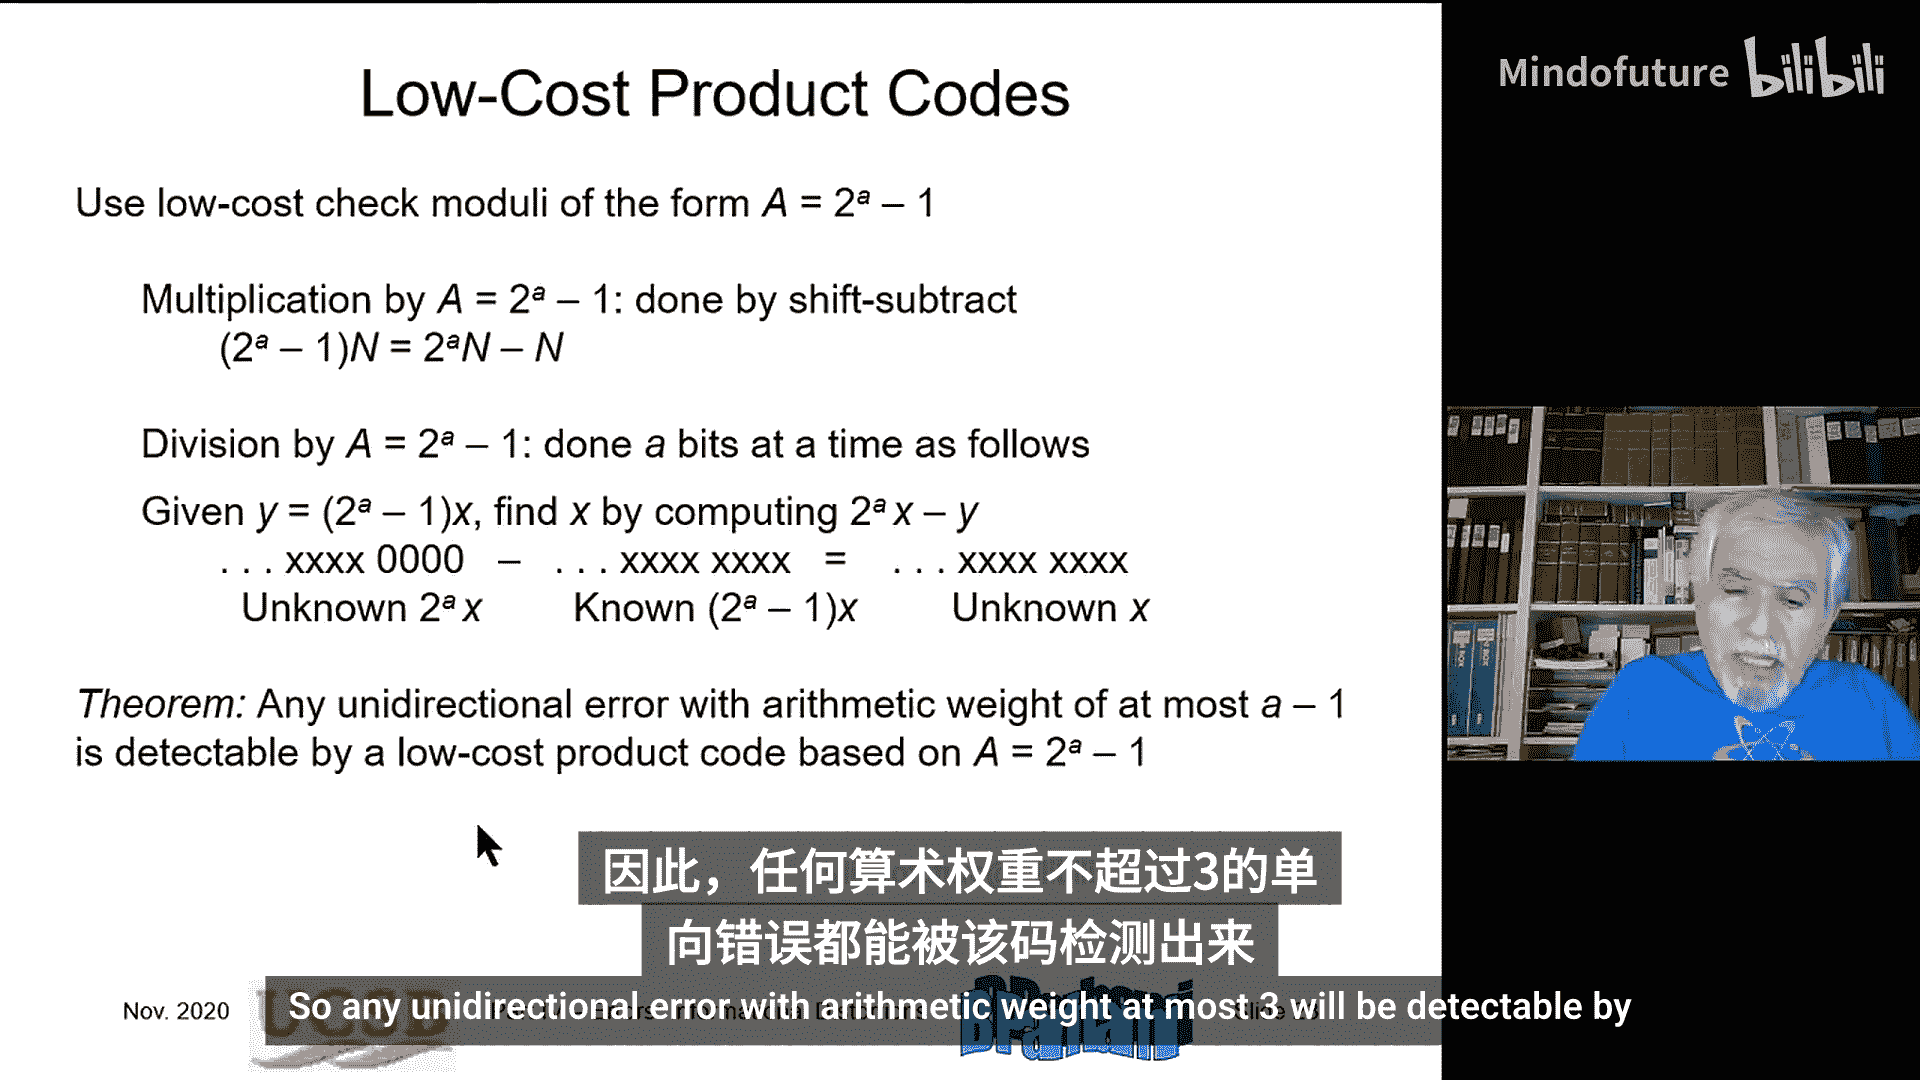 Low-Cost Product Codes
Mindofuture bilibili
Use low-cost check moduli of the form A = 2ᵃ – 1
Multiplication by A = 2ᵃ – 1: done by shift-subtract
(2ᵃ – 1)N = 2ᵃN – N
Division by A = 2ᵃ – 1: done a bits at a time as follows
Given y = (2ᵃ – 1)x, find x by computing 2ᵃ x – y
. . . xxxx 0000 – . . . xxxx xxxx = . . . xxxx xxxx
Unknown 2ᵃ x Known (2ᵃ – 1)x Unknown x
Theorem: Any unidirectional error with arithmetic weight of at most a – 1
is detectable by a low-cost product code based on A = 2ᵃ – 1
因此，任何算术权重不超过3的单
向错误都能被该码检测出来
So any unidirectional error with arithmetic weight at most 3 will be detectable by
Nov. 2020
UCSB
B. Parhami